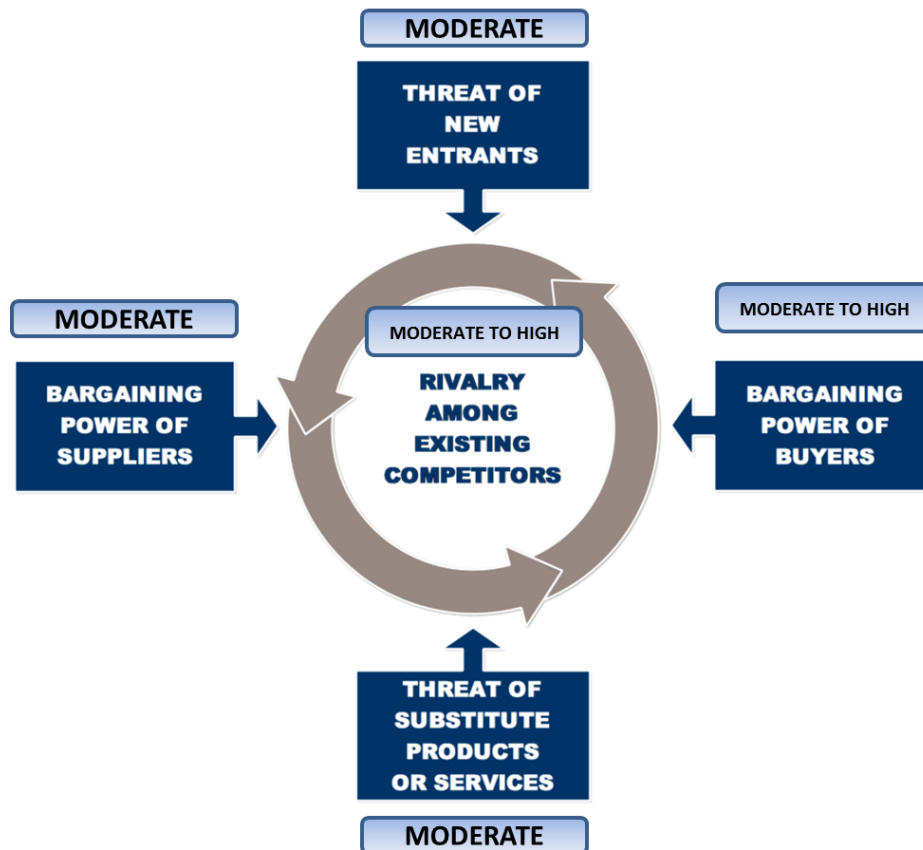 MODERATE
THREAT OF
NEW
ENTRANTS
MODERATE
BARGAINING
POWER OF
SUPPLIERS
MODERATE TO HIGH
RIVALRY
AMONG
EXISTING
COMPETITORS
MODERATE TO HIGH
BARGAINING
POWER OF
BUYERS
THREAT OF
SUBSTITUTE
PRODUCTS
OR SERVICES
MODERATE